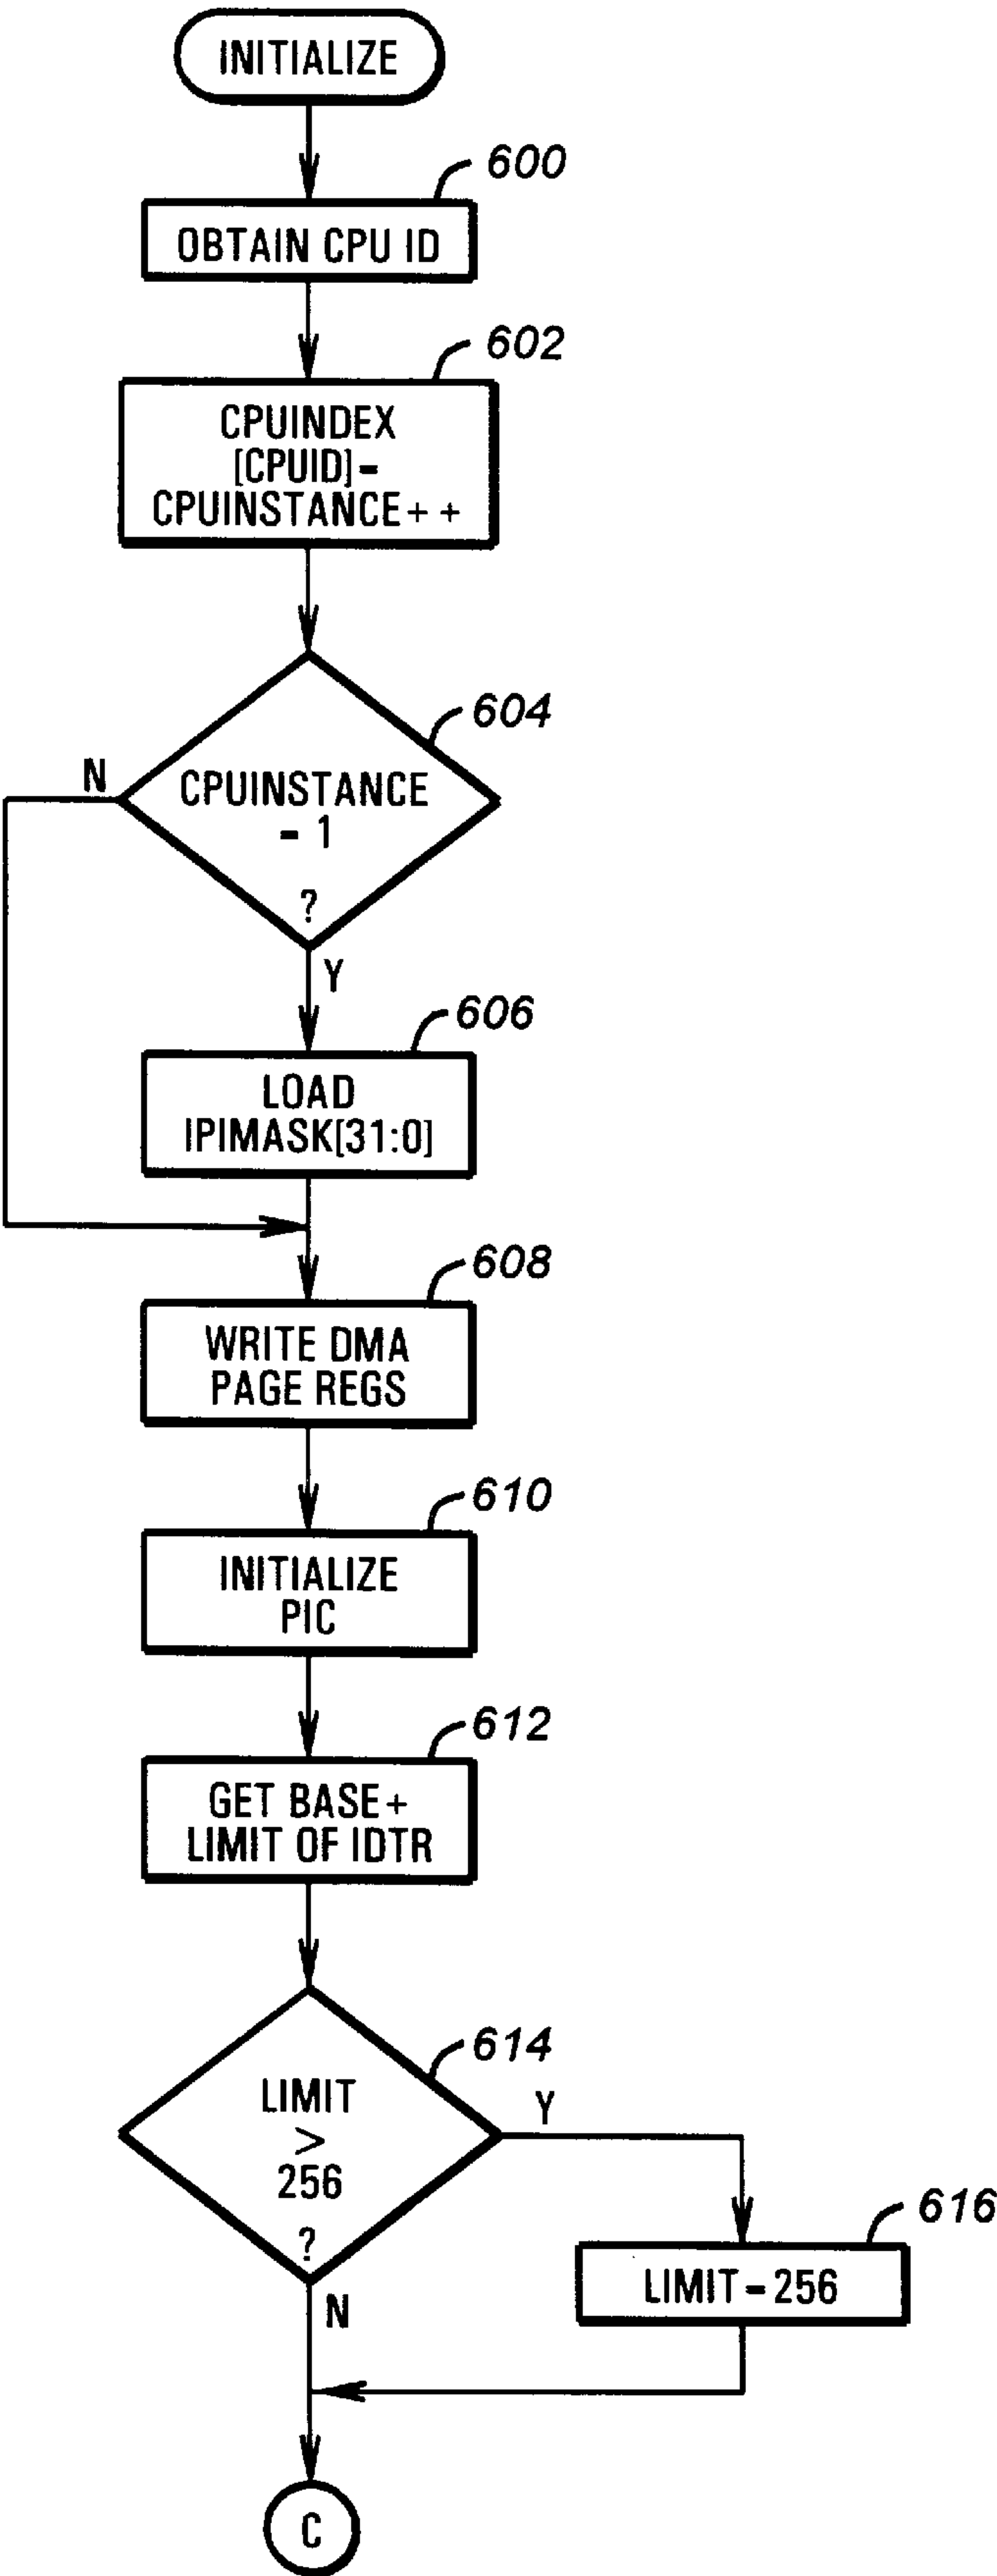 INITIALIZE
600
OBTAIN CPU ID
602
CPUINDEX
[CPUID]=
CPUINSTANCE++
604
N
CPUINSTANCE
= 1
?
Y
606
LOAD
IPIMASK[31:0]
608
WRITE DMA
PAGE REGS
610
INITIALIZE
PIC
612
GET BASE+
LIMIT OF IDTR
614
LIMIT
>
256
?
Y
616
LIMIT=256
N
C